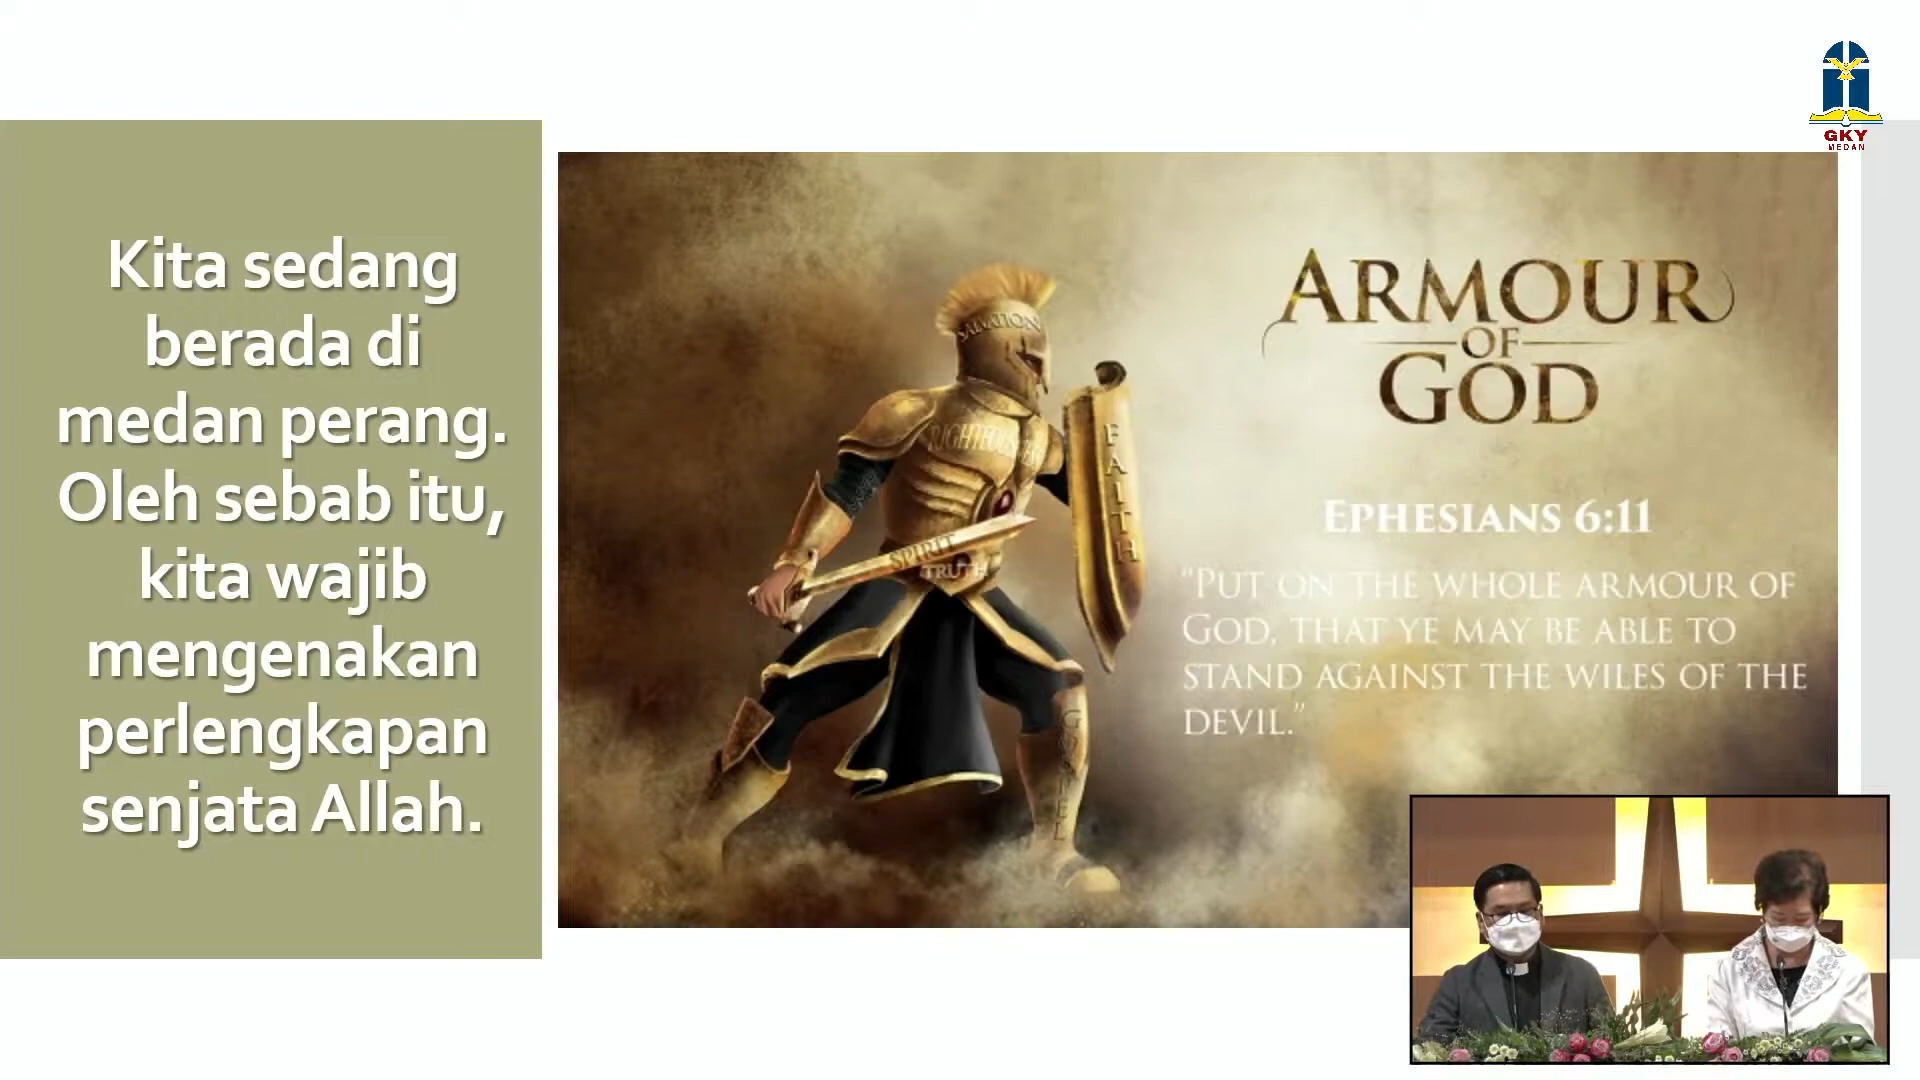 Kita sedang
berada di
medan perang.
Oleh sebab itu,
kita wajib
mengenakan
perlengkapan
senjata Allah.
ARMOUR
OF
GOD
EPHESIANS 6:11
"PUT ON THE WHOLE ARMOUR OF
GOD, THAT YE MAY BE ABLE TO
STAND AGAINST THE WILES OF THE
DEVIL."
SALVATION
FAITH
SPIRIT
TRUTH
GOSPEL
GKY
MEDAN